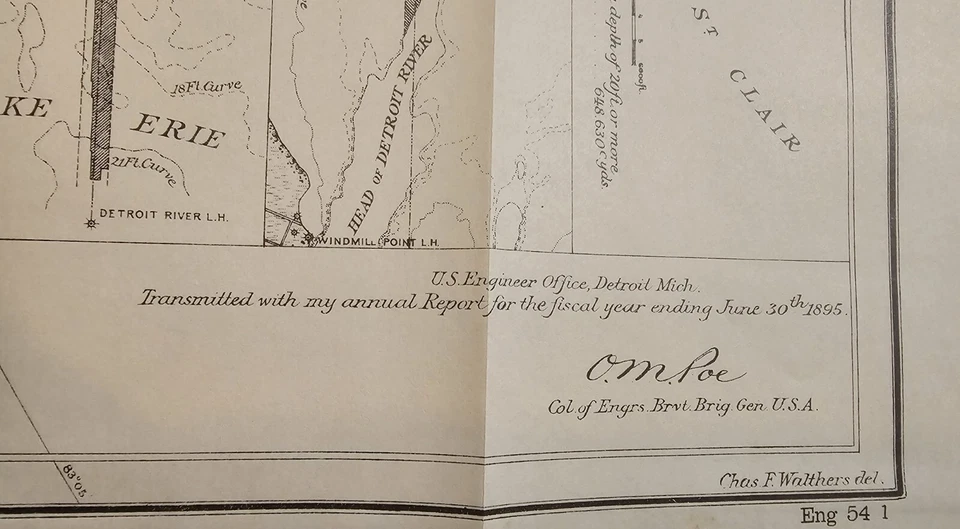 KE
ERIE
18 Ft. Curve
21 Ft. Curve
DETROIT RIVER L.H.
HEAD OF DETROIT RIVER
WINDMILL POINT L.H.
depth of 20 ft. or more
648.630 C yds.
6000 ft.
ST
CLAIR
U.S. Engineer Office, Detroit Mich.
Transmitted with my annual Report for the fiscal year ending June 30th 1895.
O.M. Poe
Col. of Engrs. Brvt. Brig. Gen. U.S.A.
83°05
Chas F. Walthers del.
Eng 54 1